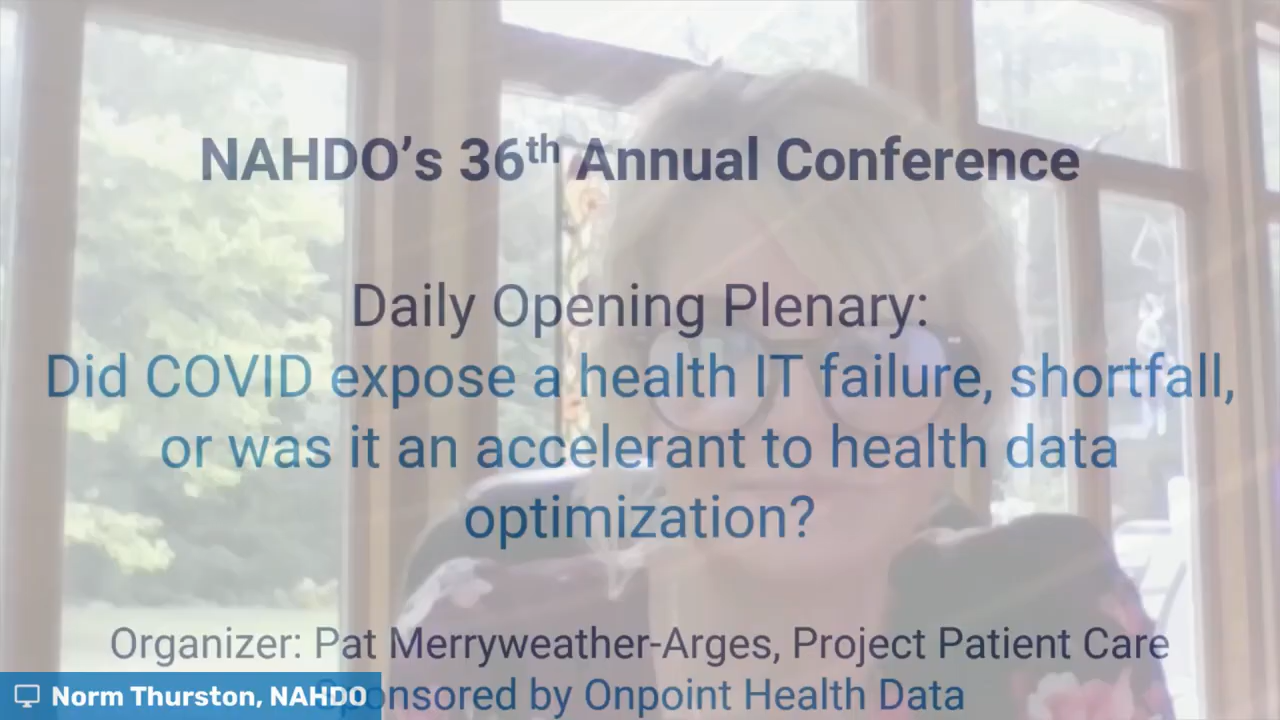 NAHDO’s 36th Annual Conference
Daily Opening Plenary:
Did COVID expose a health IT failure, shortfall,
or was it an accelerant to health data
optimization?
Organizer: Pat Merryweather-Arges, Project Patient Care
Sponsored by Onpoint Health Data
Norm Thurston, NAHDO